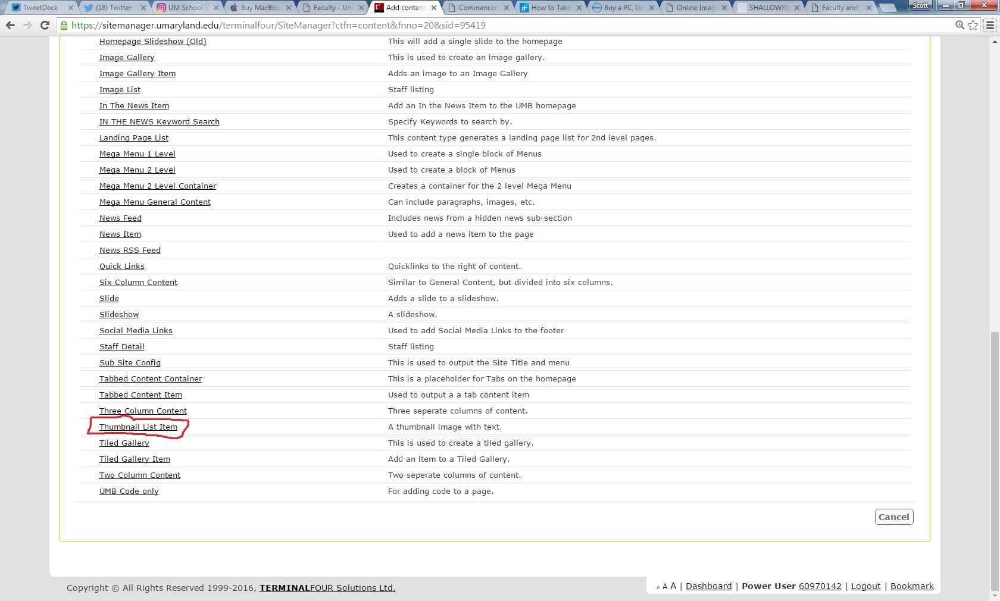 TweetDeck (18) Twitter UM School o Buy MacBoo Faculty - Uni Add content Commencem How to Take Buy a PC, Ge Online Imag SHALLOWRE Faculty and Scott
https://sitemanager.umaryland.edu/terminalfour/SiteManager?ctfn=content&fnno=20&sid=95419
Homepage Slideshow (Old) This will add a single slide to the homepage
Image Gallery This is used to create an image gallery.
Image Gallery Item Adds an image to an Image Gallery
Image List Staff listing
In The News Item Add an In the News Item to the UMB homepage
IN THE NEWS Keyword Search Specify Keywords to search by.
Landing Page List This content type generates a landing page list for 2nd level pages.
Mega Menu 1 Level Used to create a single block of Menus
Mega Menu 2 Level Used to create a block of Menus
Mega Menu 2 Level Container Creates a container for the 2 level Mega Menu
Mega Menu General Content Can include paragraphs, images, etc.
News Feed Includes news from a hidden news sub-section
News Item Used to add a news item to the page
News RSS Feed
Quick Links Quicklinks to the right of content.
Six Column Content Similar to General Content, but divided into six columns.
Slide Adds a slide to a slideshow.
Slideshow A slideshow.
Social Media Links Used to add Social Media Links to the footer
Staff Detail Staff listing
Sub Site Config This is used to output the Site Title and menu
Tabbed Content Container This is a placeholder for Tabs on the homepage
Tabbed Content Item Used to output a a tab content item
Three Column Content Three seperate columns of content.
Thumbnail List Item A thumbnail image with text.
Tiled Gallery This is used to create a tiled gallery.
Tiled Gallery Item Add an item to a Tiled Gallery.
Two Column Content Two seperate columns of content.
UMB Code only For adding code to a page.
Cancel
Copyright © All Rights Reserved 1999-2016, TERMINALFOUR Solutions Ltd. A A A | Dashboard | Power User 60970142 | Logout | Bookmark